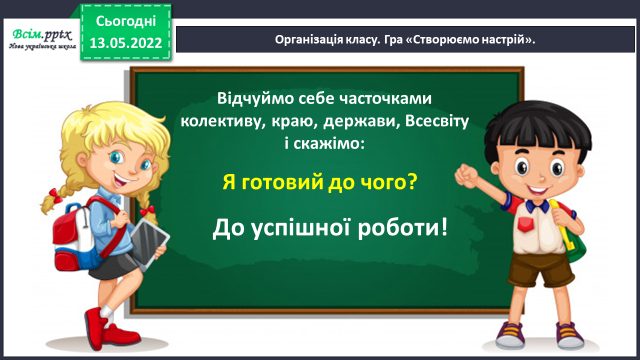 Всім.pptx
Нова українська школа
Сьогодні
13.05.2022
Організація класу. Гра «Створюємо настрій».
Відчуймо себе часточками
колективу, краю, держави, Всесвіту
і скажімо:
Я готовий до чого?
До успішної роботи!